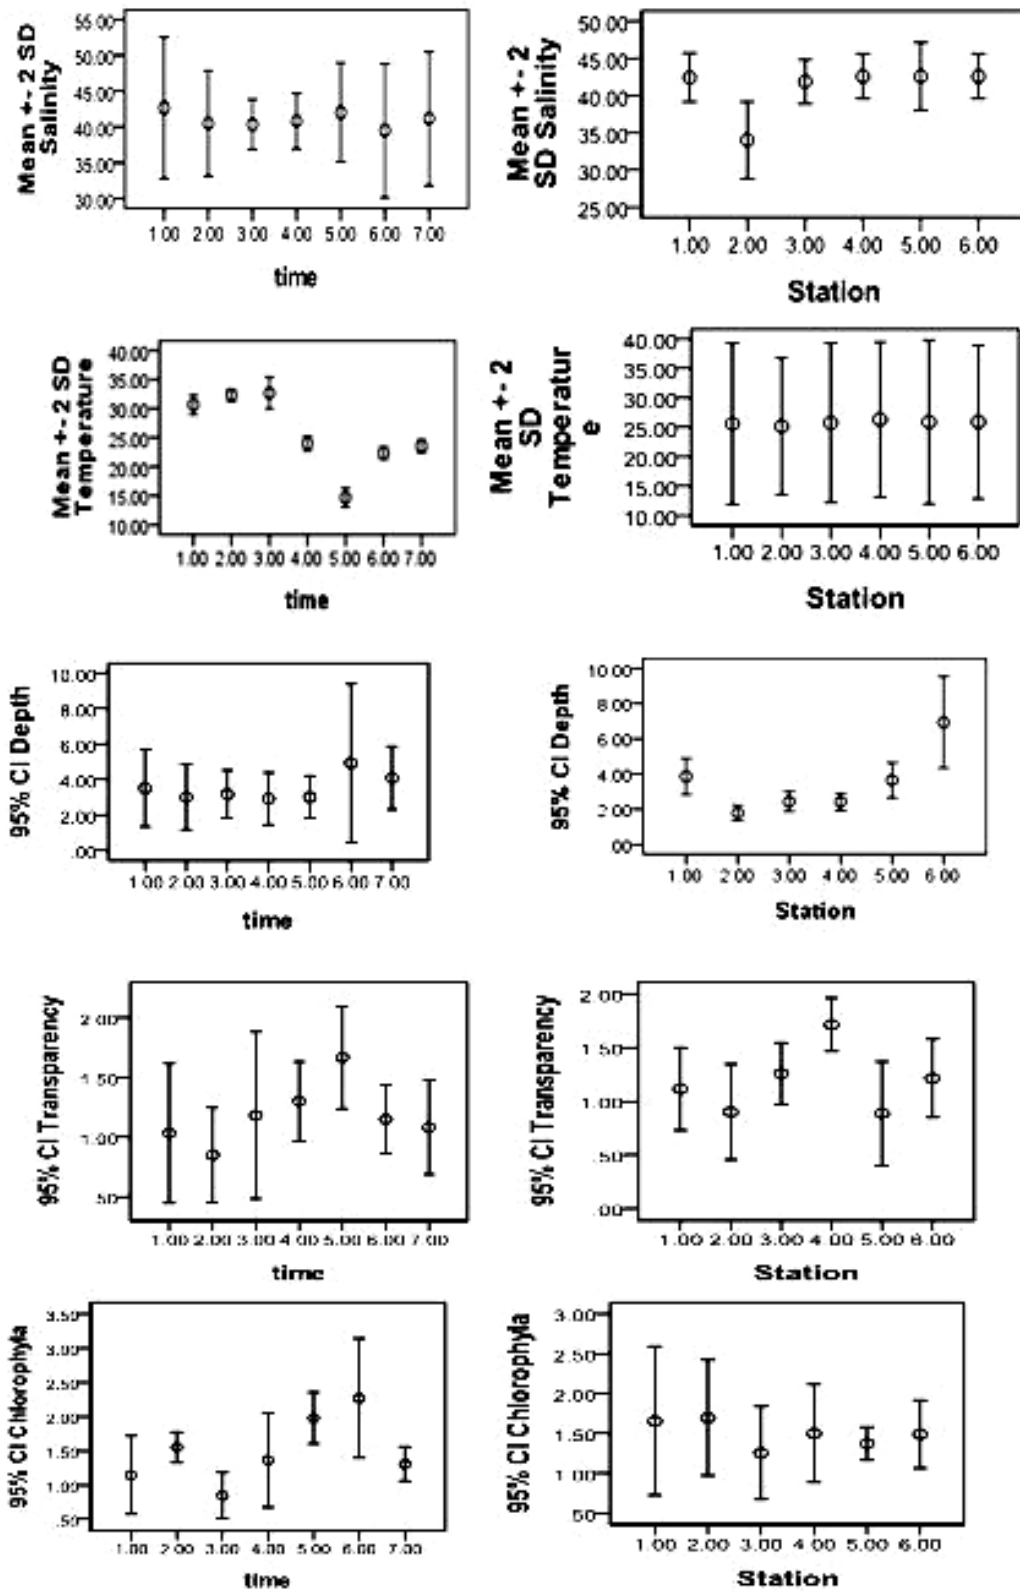 Mean +- 2 SD
Salinity
55.00
50.00
45.00
40.00
35.00
30.00
1.00 2.00 3.00 4.00 5.00 6.00 7.00
time
Mean +- 2
SD Salinity
50.00
45.00
40.00
35.00
30.00
25.00
1.00 2.00 3.00 4.00 5.00 6.00
Station
Mean +- 2 SD
Temperature
40.00
35.00
30.00
25.00
20.00
15.00
10.00
1.00 2.00 3.00 4.00 5.00 6.00 7.00
time
Mean +- 2
SD
Temperatur
e
40.00
35.00
30.00
25.00
20.00
15.00
10.00
1.00 2.00 3.00 4.00 5.00 6.00
Station
95% CI Depth
10.00
8.00
6.00
4.00
2.00
.00
1.00 2.00 3.00 4.00 5.00 6.00 7.00
time
95% CI Depth
10.00
8.00
6.00
4.00
2.00
.00
1.00 2.00 3.00 4.00 5.00 6.00
Station
95% CI Transparency
2.00
1.50
1.00
.50
1.00 2.00 3.00 4.00 5.00 6.00 7.00
time
95% CI Transparency
2.00
1.50
1.00
.50
.00
1.00 2.00 3.00 4.00 5.00 6.00
Station
95% CI Chlorophyla
3.50
3.00
2.50
2.00
1.50
1.00
.50
1.00 2.00 3.00 4.00 5.00 6.00 7.00
time
95% CI Chlorophyla
3.00
2.50
2.00
1.50
1.00
.50
1.00 2.00 3.00 4.00 5.00 6.00
Station